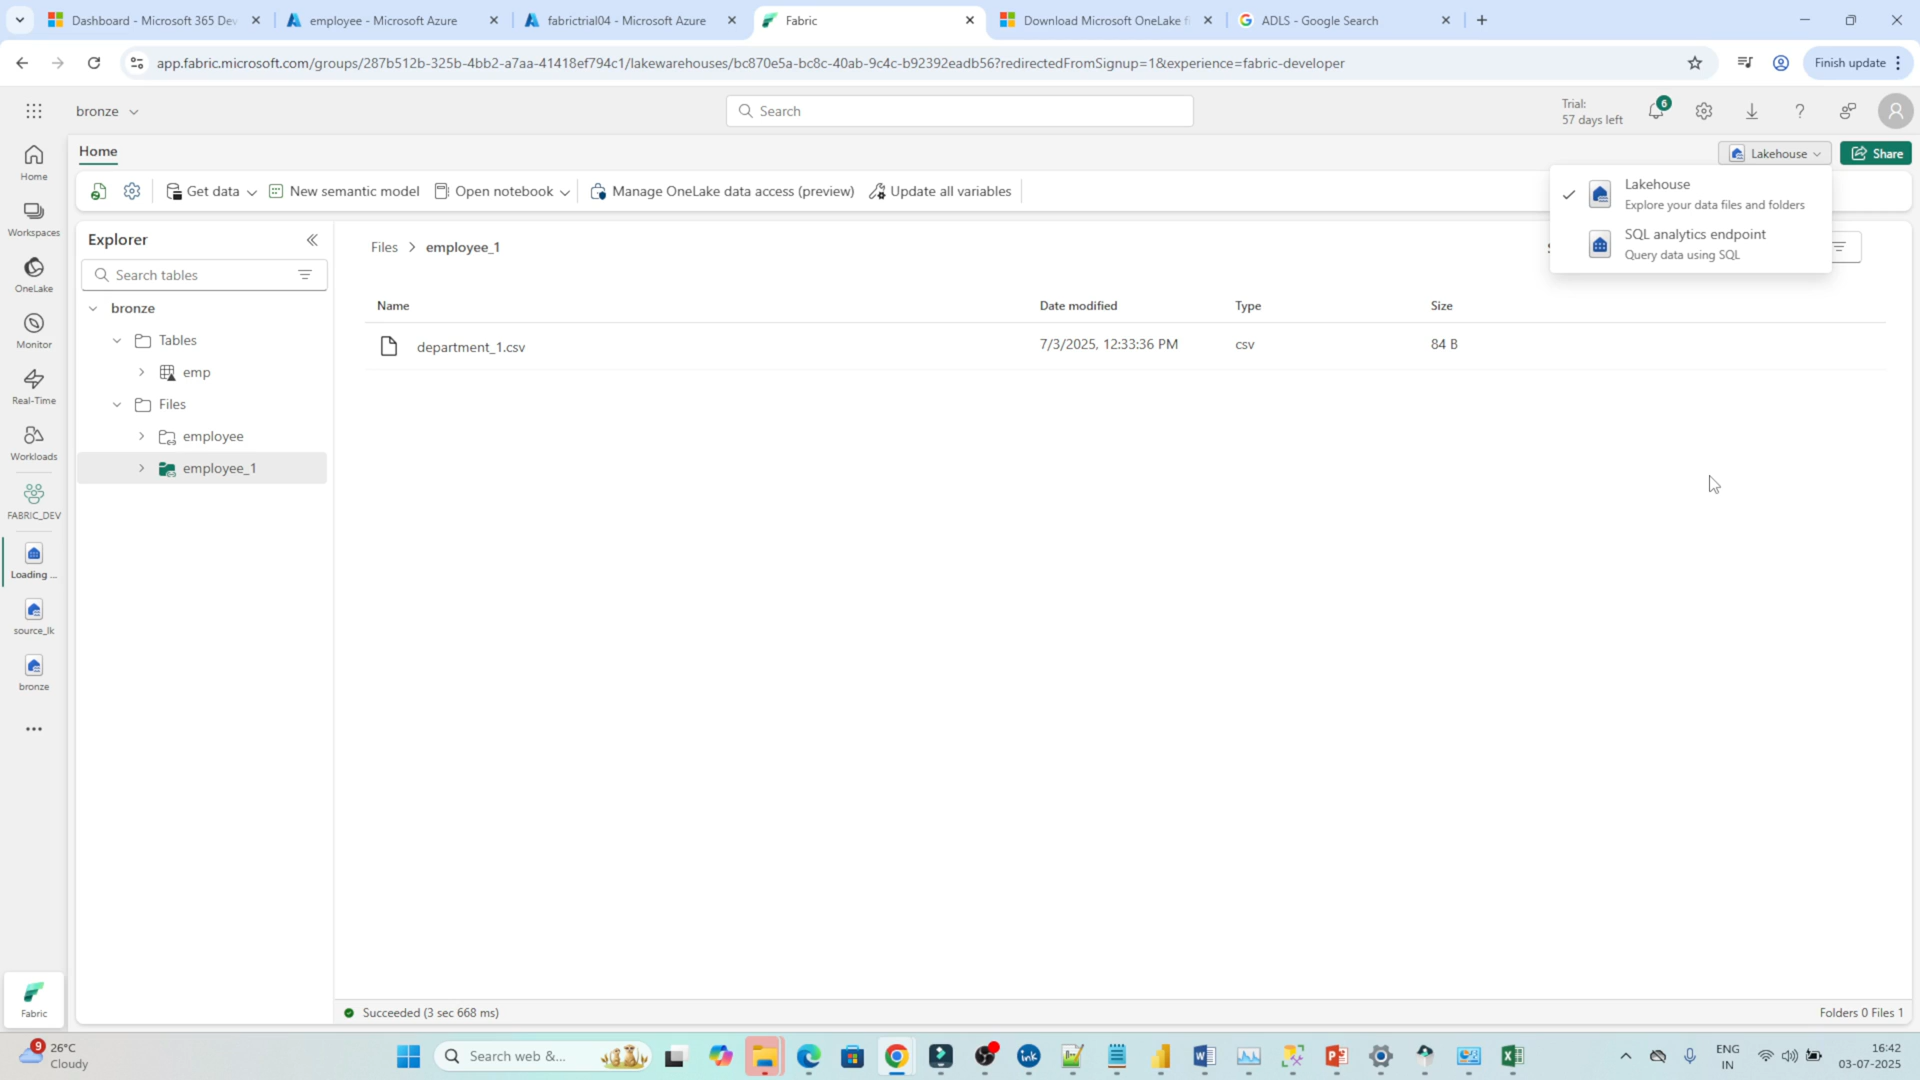 Dashboard - Microsoft 365 Dev
employee - Microsoft Azure
fabrictrial04 - Microsoft Azure
Fabric
Download Microsoft OneLake fi
ADLS - Google Search
app.fabric.microsoft.com/groups/287b512b-325b-4bb2-a7aa-41418ef794c1/lakewarehouses/bc870e5a-bc8c-40ab-9c4c-b92392eadb56?redirectedFromSignup=1&experience=fabric-developer
Finish update
bronze
Search
Trial:
57 days left
6
Home
Lakehouse
Share
Get data
New semantic model
Open notebook
Manage OneLake data access (preview)
Update all variables
Lakehouse
Explore your data files and folders
SQL analytics endpoint
Query data using SQL
Home
Workspaces
OneLake
Monitor
Real-Time
Workloads
FABRIC_DEV
Loading ...
source_lk
bronze
Fabric
Explorer
Search tables
bronze
Tables
emp
Files
employee
employee_1
Files > employee_1
Name Date modified Type Size
department_1.csv 7/3/2025, 12:33:36 PM csv 84 B
Succeeded (3 sec 668 ms)
Folders 0 Files 1
9
26°C
Cloudy
Search web &...
ink
ENG
IN
16:42
03-07-2025